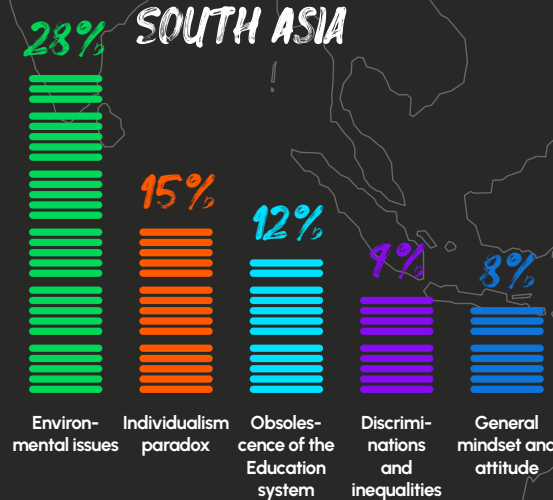 SOUTH ASIA
28%
15%
12%
9%
8%
Environ-
mental issues
Individualism
paradox
Obsoles-
cence of the
Education
system
Discrimi-
nations
and
inequalities
General
mindset and
attitude